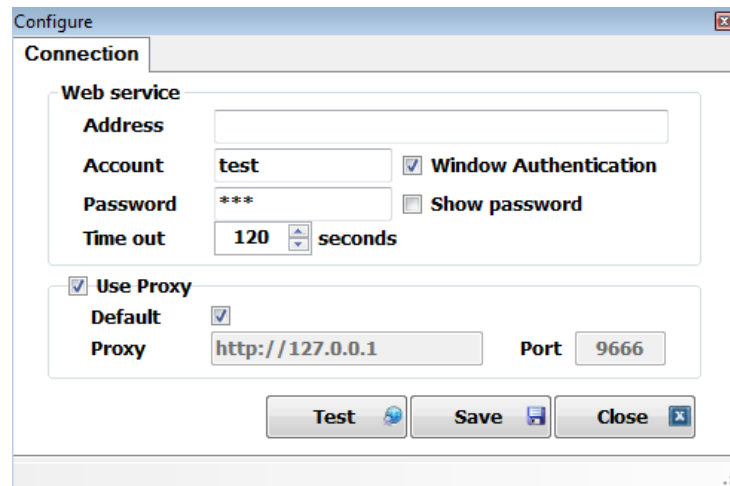 Configure
Connection
Web service
Address
Account test Window Authentication
Password *** Show password
Time out 120 seconds
Use Proxy
Default
Proxy http://127.0.0.1 Port 9666
Test Save Close